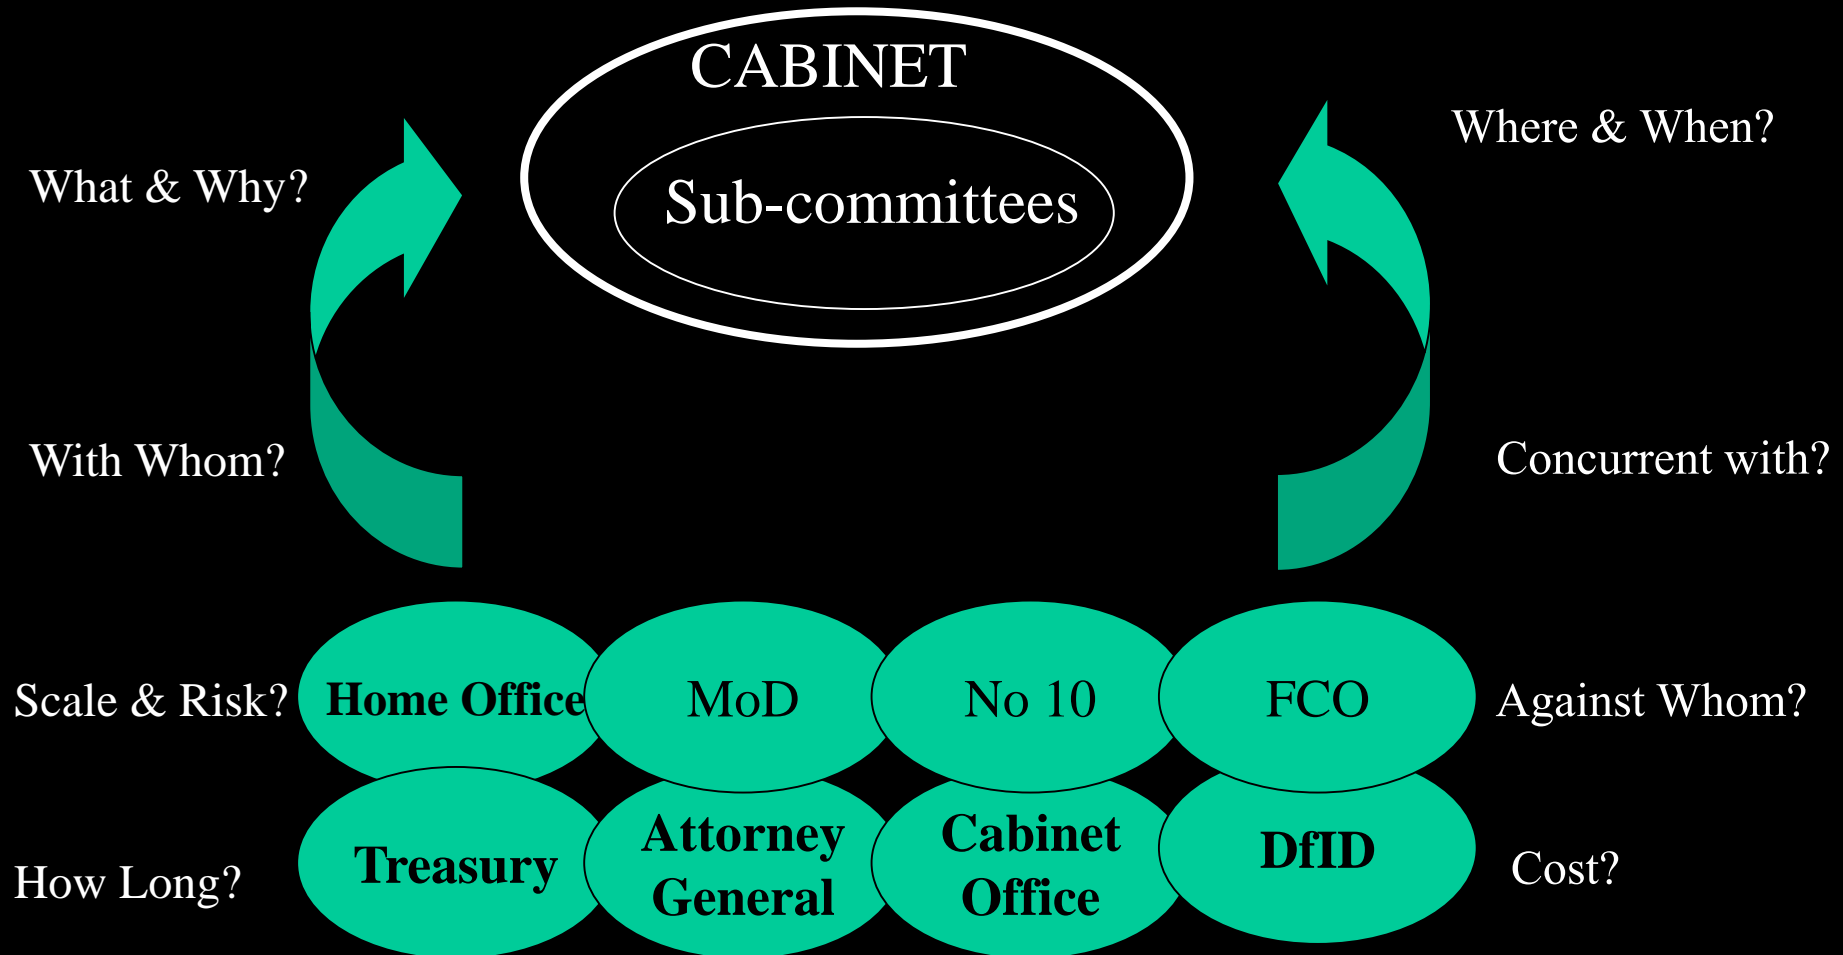 CABINET
Where & When?
What & Why?
Sub-committees
With Whom?
Concurrent with?
Scale & Risk?
Home Office
MoD
No 10
FCO
Against Whom?
How Long?
Treasury
Attorney
General
Cabinet
Office
DfID
Cost?